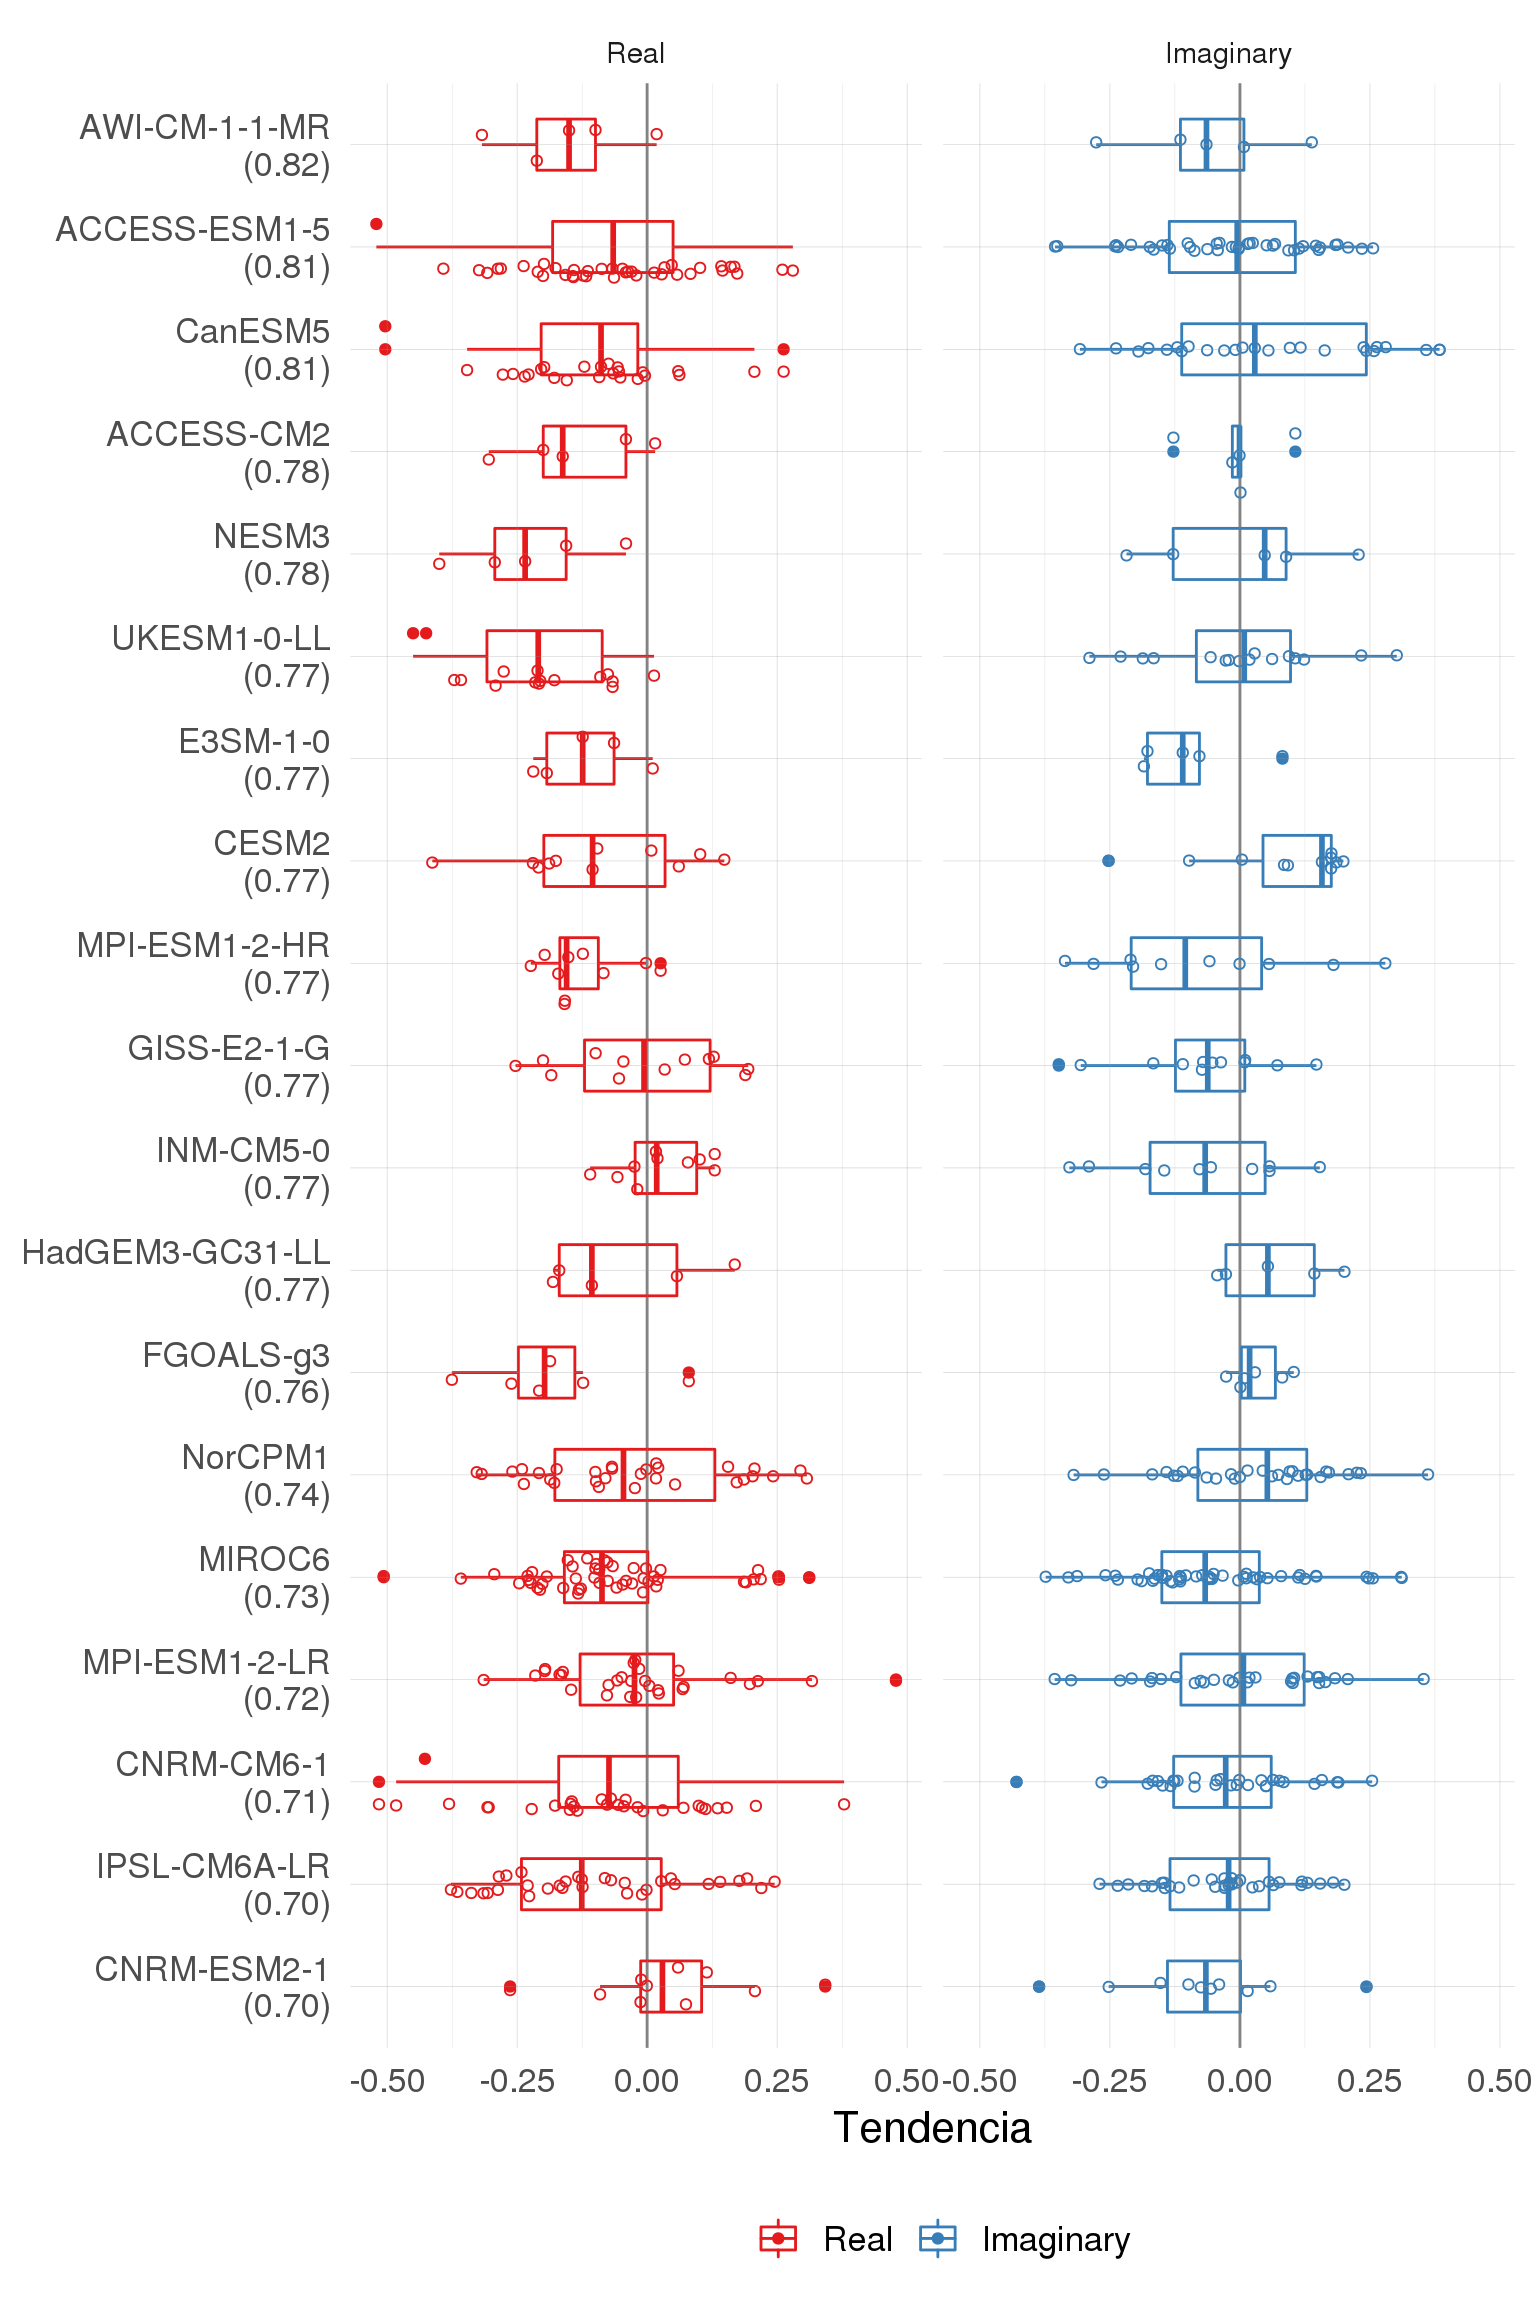 Real Imaginary
AWI-CM-1-1-MR
(0.82)
ACCESS-ESM1-5
(0.81)
CanESM5
(0.81)
ACCESS-CM2
(0.78)
NESM3
(0.78)
UKESM1-0-LL
(0.77)
E3SM-1-0
(0.77)
CESM2
(0.77)
MPI-ESM1-2-HR
(0.77)
GISS-E2-1-G
(0.77)
INM-CM5-0
(0.77)
HadGEM3-GC31-LL
(0.77)
FGOALS-g3
(0.76)
NorCPM1
(0.74)
MIROC6
(0.73)
MPI-ESM1-2-LR
(0.72)
CNRM-CM6-1
(0.71)
IPSL-CM6A-LR
(0.70)
CNRM-ESM2-1
(0.70)
-0.50 -0.25 0.00 0.25 0.50 -0.50 -0.25 0.00 0.25 0.50
Tendencia
Real Imaginary